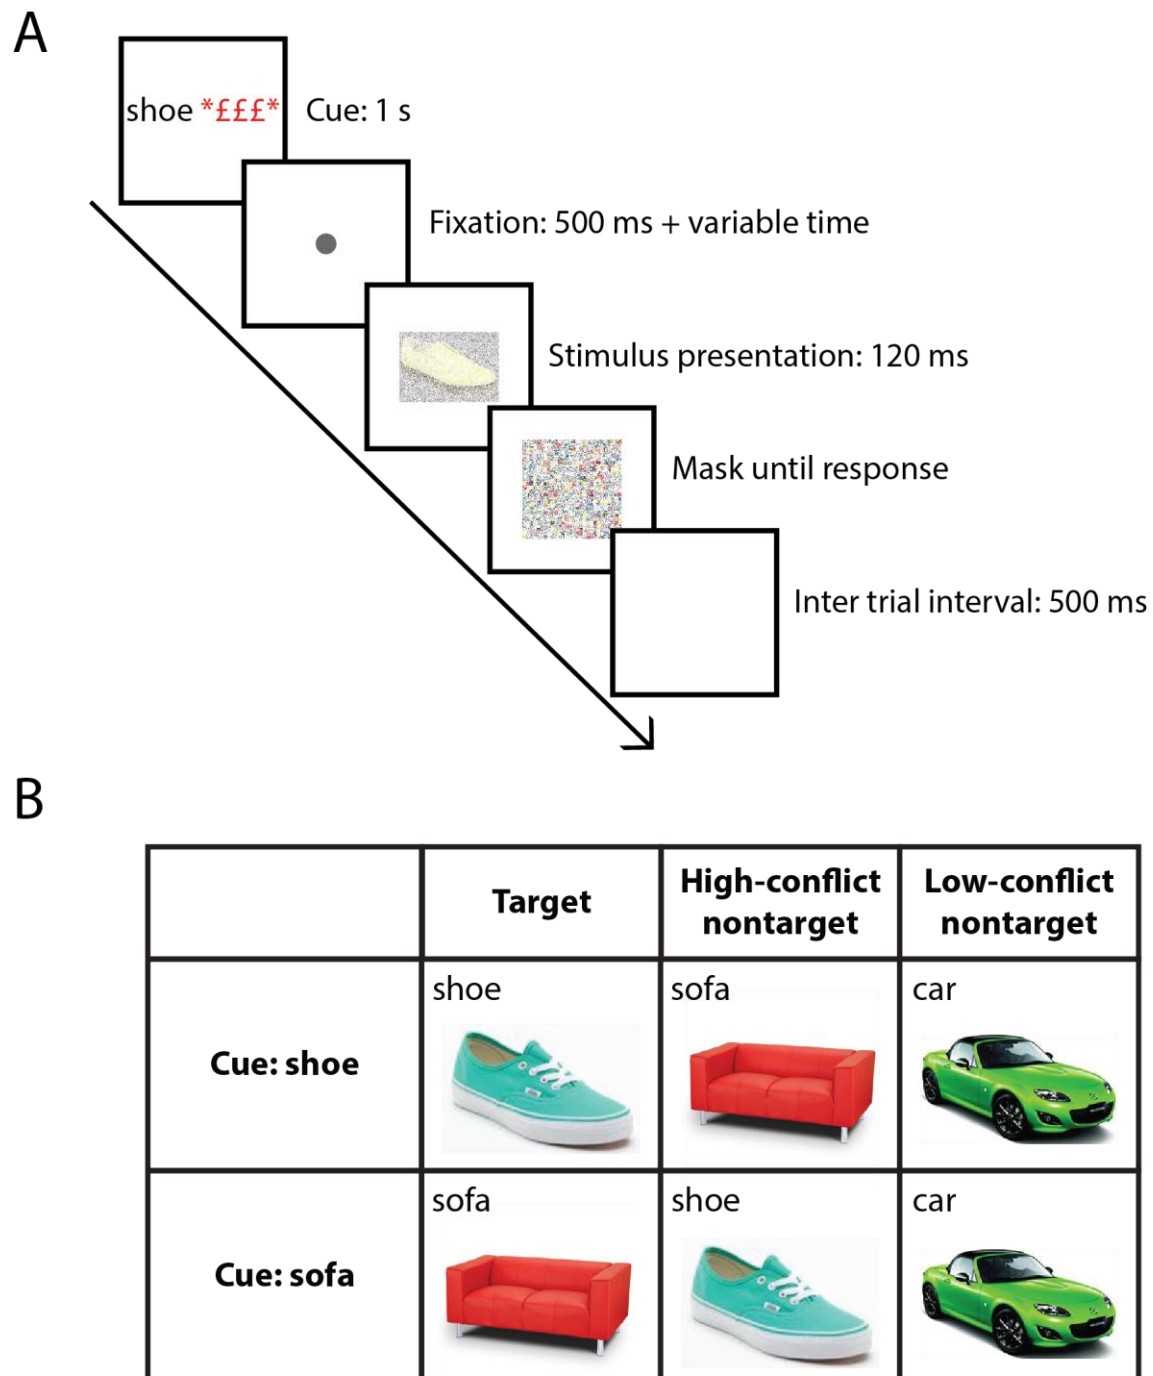 A
shoe *£££*
Cue: 1 s
Fixation: 500 ms + variable time
Stimulus presentation: 120 ms
Mask until response
Inter trial interval: 500 ms
B
Target
High-conflict
nontarget
Low-conflict
nontarget
Cue: shoe
shoe
sofa
car
Cue: sofa
sofa
shoe
car